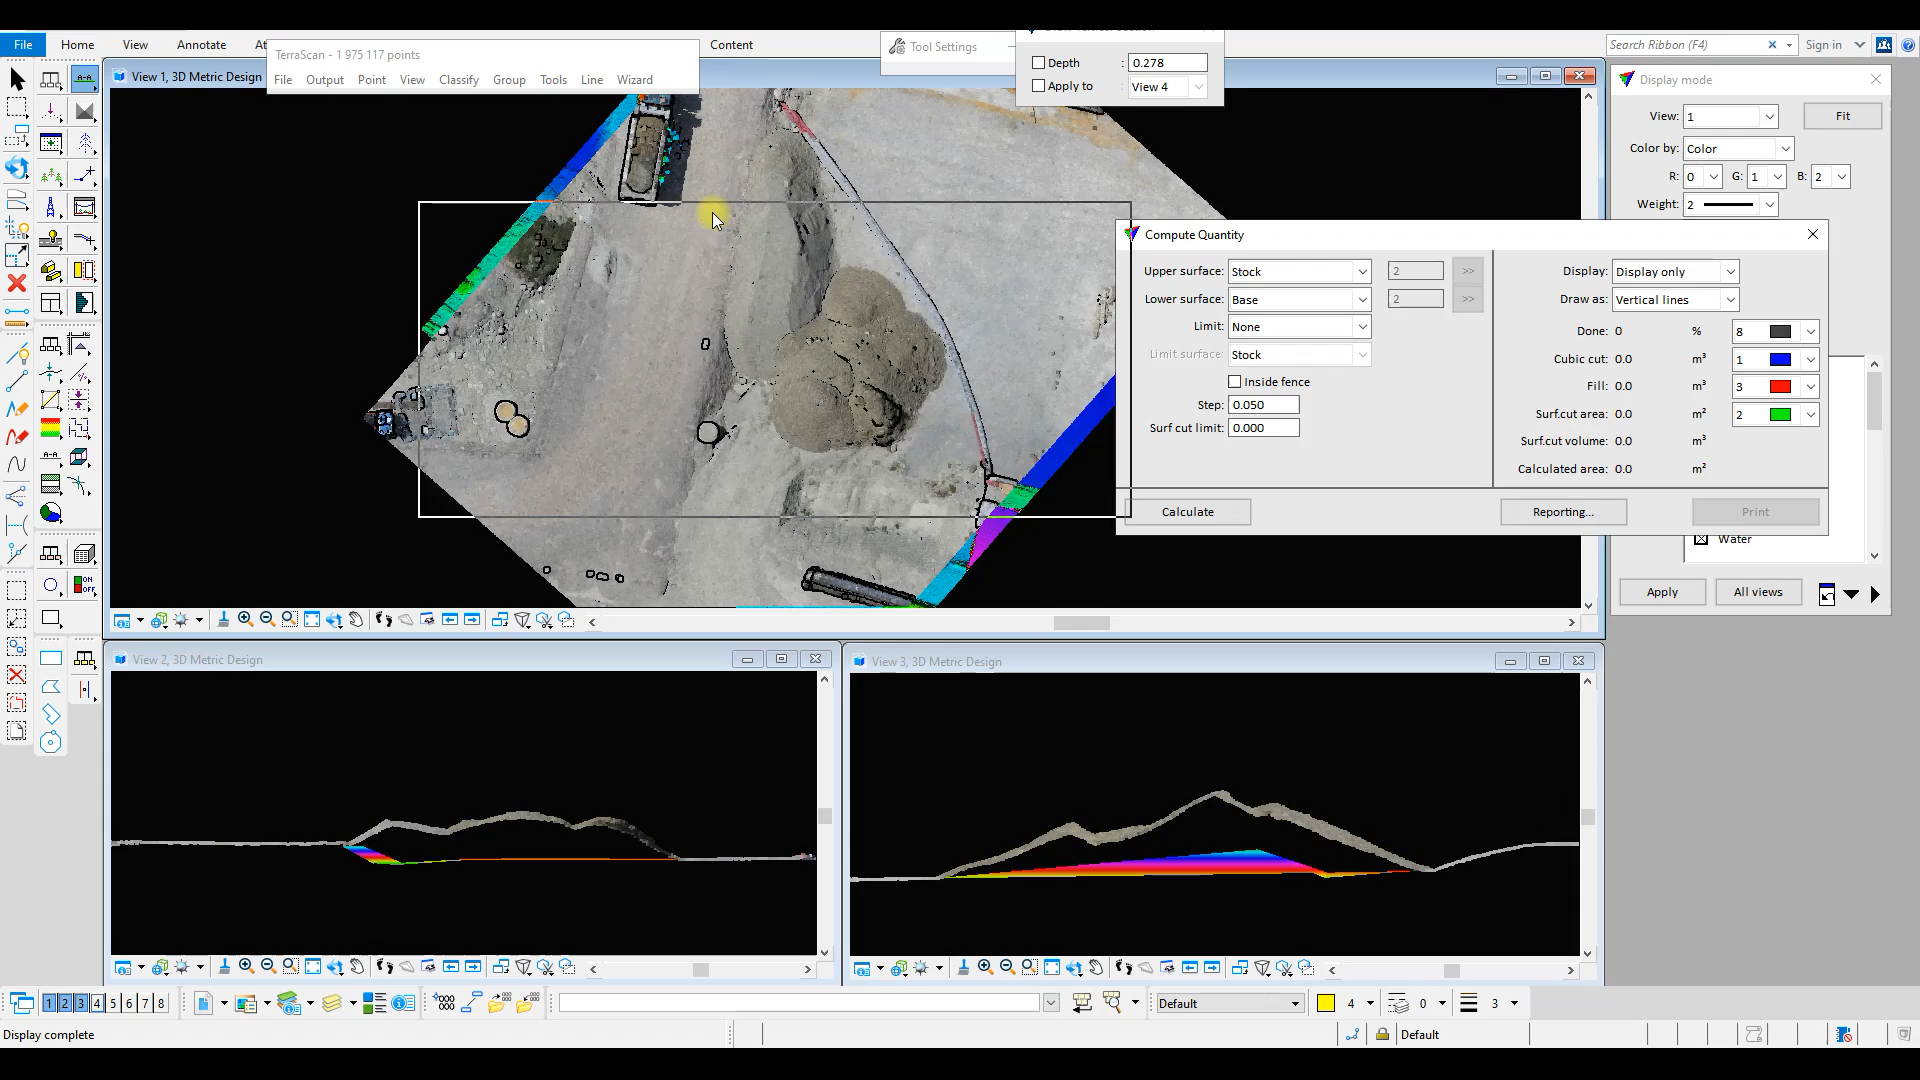 File
Home
View
Annotate
At
TerraScan - 1 975 117 points
File
Output
Point
View
Classify
Group
Tools
Line
Wizard
Content
Tool Settings
Depth
:
0.278
Apply to
:
View 4
Search Ribbon (F4)
Sign in
View 1, 3D Metric Design
Display mode
View:
1
Fit
Color by:
Color
R:
0
G:
1
B:
2
Weight:
2
Water
Apply
All views
Compute Quantity
Upper surface:
Stock
2
>>
Lower surface:
Base
2
>>
Limit:
None
Limit surface:
Stock
Inside fence
Step:
0.050
Surf cut limit:
0.000
Display:
Display only
Draw as:
Vertical lines
Done:
0
%
8
Cubic cut:
0.0
m³
1
Fill:
0.0
m³
3
Surf.cut area:
0.0
m²
2
Surf.cut volume:
0.0
m³
Calculated area:
0.0
m²
Calculate
Reporting...
Print
ON
OFF
View 2, 3D Metric Design
View 3, 3D Metric Design
1
2
3
4
5
6
7
8
Default
4
0
3
Display complete
Default